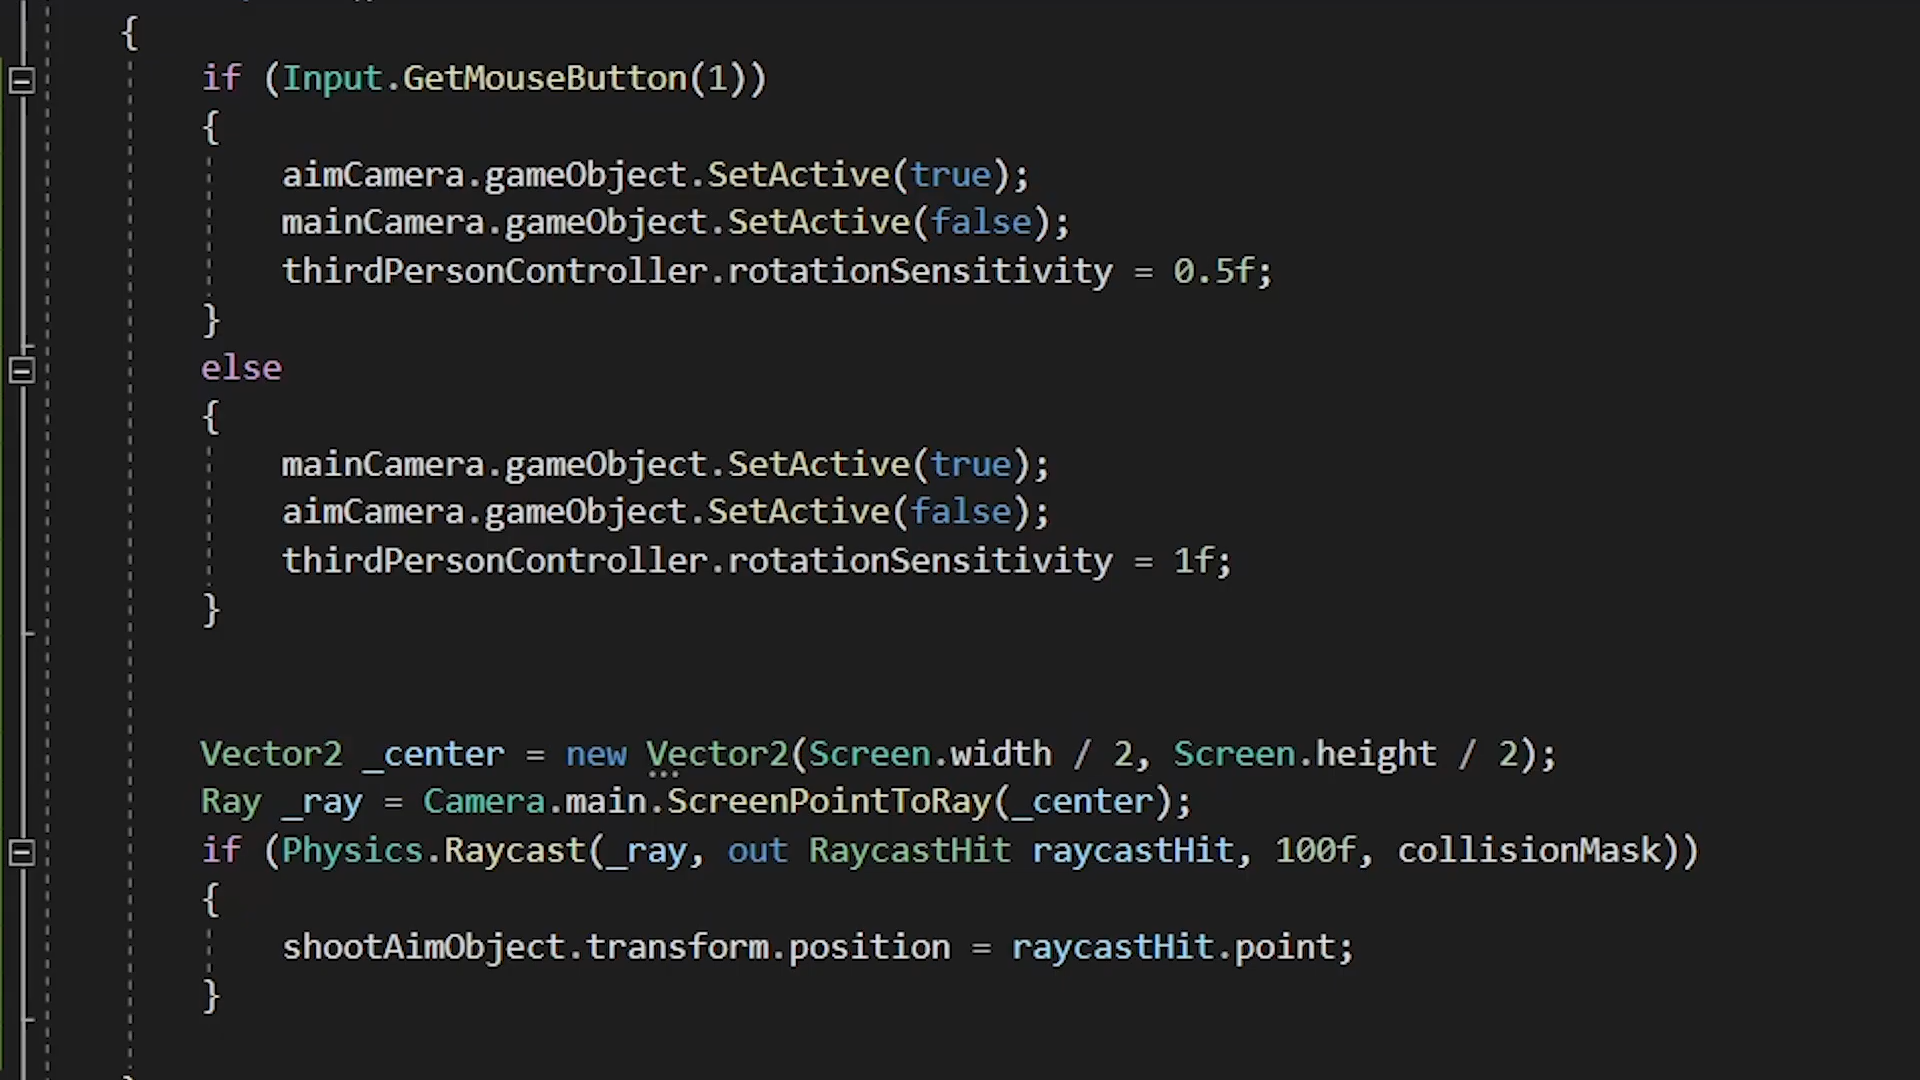 {
if (Input.GetMouseButton(1))
{
aimCamera.gameObject.SetActive(true);
mainCamera.gameObject.SetActive(false);
thirdPersonController.rotationSensitivity = 0.5f;
}
else
{
mainCamera.gameObject.SetActive(true);
aimCamera.gameObject.SetActive(false);
thirdPersonController.rotationSensitivity = 1f;
}
Vector2 _center = new Vector2(Screen.width / 2, Screen.height / 2);
Ray _ray = Camera.main.ScreenPointToRay(_center);
if (Physics.Raycast(_ray, out RaycastHit raycastHit, 100f, collisionMask))
{
shootAimObject.transform.position = raycastHit.point;
}